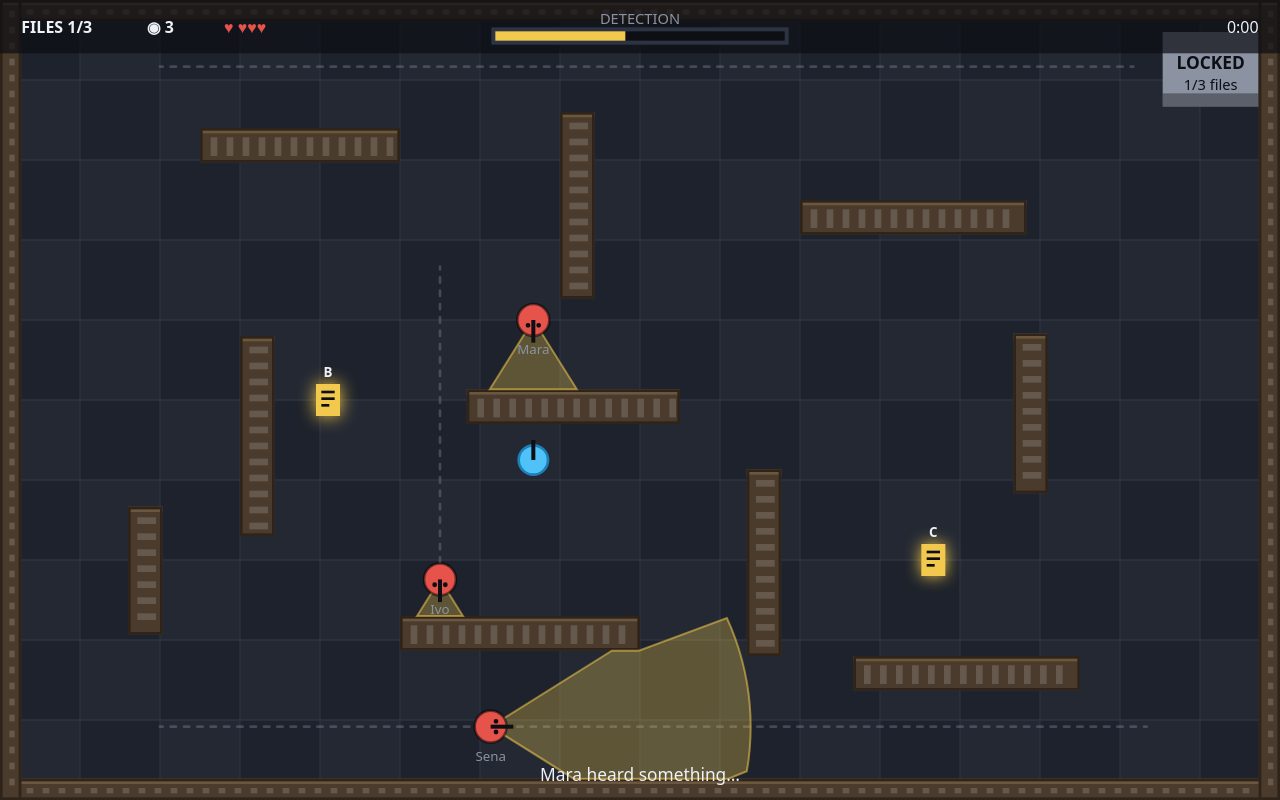 FILES 1/3
◉ 3
♥ ♥♥♥
DETECTION
0:00
LOCKED
1/3 files
Mara
B
C
Ivo
Sena
Mara heard something...